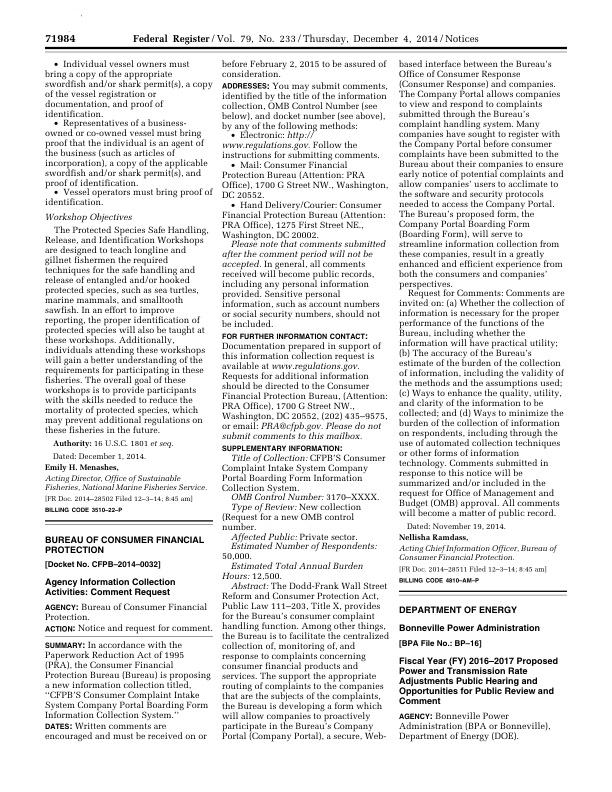 71984
Federal Register / Vol. 79, No. 233 / Thursday, December 4, 2014 / Notices
• Individual vessel owners must
bring a copy of the appropriate
swordfish and/or shark permit(s), a copy
of the vessel registration or
documentation, and proof of
identification.
• Representatives of a business-
owned or co-owned vessel must bring
proof that the individual is an agent of
the business (such as articles of
incorporation), a copy of the applicable
swordfish and/or shark permit(s), and
proof of identification.
• Vessel operators must bring proof of
identification.
Workshop Objectives
The Protected Species Safe Handling,
Release, and Identification Workshops
are designed to teach longline and
gillnet fishermen the required
techniques for the safe handling and
release of entangled and/or hooked
protected species, such as sea turtles,
marine mammals, and smalltooth
sawfish. In an effort to improve
reporting, the proper identification of
protected species will also be taught at
these workshops. Additionally,
individuals attending these workshops
will gain a better understanding of the
requirements for participating in these
fisheries. The overall goal of these
workshops is to provide participants
with the skills needed to reduce the
mortality of protected species, which
may prevent additional regulations on
these fisheries in the future.
Authority: 16 U.S.C. 1801 et seq.
Dated: December 1, 2014.
Emily H. Menashes,
Acting Director, Office of Sustainable
Fisheries, National Marine Fisheries Service.
[FR Doc. 2014–28502 Filed 12–3–14; 8:45 am]
BILLING CODE 3510–22–P
BUREAU OF CONSUMER FINANCIAL
PROTECTION
[Docket No. CFPB–2014–0032]
Agency Information Collection
Activities: Comment Request
AGENCY: Bureau of Consumer Financial
Protection.
ACTION: Notice and request for comment.
SUMMARY: In accordance with the
Paperwork Reduction Act of 1995
(PRA), the Consumer Financial
Protection Bureau (Bureau) is proposing
a new information collection titled,
‘‘CFPB'S Consumer Complaint Intake
System Company Portal Boarding Form
Information Collection System.’’
DATES: Written comments are
encouraged and must be received on or
before February 2, 2015 to be assured of
consideration.
ADDRESSES: You may submit comments,
identified by the title of the information
collection, OMB Control Number (see
below), and docket number (see above),
by any of the following methods:
• Electronic: http://
www.regulations.gov. Follow the
instructions for submitting comments.
• Mail: Consumer Financial
Protection Bureau (Attention: PRA
Office), 1700 G Street NW., Washington,
DC 20552.
• Hand Delivery/Courier: Consumer
Financial Protection Bureau (Attention:
PRA Office), 1275 First Street NE.,
Washington, DC 20002.
Please note that comments submitted
after the comment period will not be
accepted. In general, all comments
received will become public records,
including any personal information
provided. Sensitive personal
information, such as account numbers
or social security numbers, should not
be included.
FOR FURTHER INFORMATION CONTACT:
Documentation prepared in support of
this information collection request is
available at www.regulations.gov.
Requests for additional information
should be directed to the Consumer
Financial Protection Bureau, (Attention:
PRA Office), 1700 G Street NW.,
Washington, DC 20552, (202) 435–9575,
or email: PRA@cfpb.gov. Please do not
submit comments to this mailbox.
SUPPLEMENTARY INFORMATION:
Title of Collection: CFPB'S Consumer
Complaint Intake System Company
Portal Boarding Form Information
Collection System.
OMB Control Number: 3170–XXXX.
Type of Review: New collection
(Request for a new OMB control
number.
Affected Public: Private sector.
Estimated Number of Respondents:
50,000.
Estimated Total Annual Burden
Hours: 12,500.
Abstract: The Dodd-Frank Wall Street
Reform and Consumer Protection Act,
Public Law 111–203, Title X, provides
for the Bureau's consumer complaint
handling function. Among other things,
the Bureau is to facilitate the centralized
collection of, monitoring of, and
response to complaints concerning
consumer financial products and
services. The support the appropriate
routing of complaints to the companies
that are the subjects of the complaints,
the Bureau is developing a form which
will allow companies to proactively
participate in the Bureau's Company
Portal (Company Portal), a secure, Web-
based interface between the Bureau's
Office of Consumer Response
(Consumer Response) and companies.
The Company Portal allows companies
to view and respond to complaints
submitted through the Bureau's
complaint handling system. Many
companies have sought to register with
the Company Portal before consumer
complaints have been submitted to the
Bureau about their companies to ensure
early notice of potential complaints and
allow companies' users to acclimate to
the software and security protocols
needed to access the Company Portal.
The Bureau's proposed form, the
Company Portal Boarding Form
(Boarding Form), will serve to
streamline information collection from
these companies, result in a greatly
enhanced and efficient experience from
both the consumers and companies'
perspectives.
Request for Comments: Comments are
invited on: (a) Whether the collection of
information is necessary for the proper
performance of the functions of the
Bureau, including whether the
information will have practical utility;
(b) The accuracy of the Bureau's
estimate of the burden of the collection
of information, including the validity of
the methods and the assumptions used;
(c) Ways to enhance the quality, utility,
and clarity of the information to be
collected; and (d) Ways to minimize the
burden of the collection of information
on respondents, including through the
use of automated collection techniques
or other forms of information
technology. Comments submitted in
response to this notice will be
summarized and/or included in the
request for Office of Management and
Budget (OMB) approval. All comments
will become a matter of public record.
Dated: November 19, 2014.
Nellisha Ramdass,
Acting Chief Information Officer, Bureau of
Consumer Financial Protection.
[FR Doc. 2014–28511 Filed 12–3–14; 8:45 am]
BILLING CODE 4810–AM–P
DEPARTMENT OF ENERGY
Bonneville Power Administration
[BPA File No.: BP–16]
Fiscal Year (FY) 2016–2017 Proposed
Power and Transmission Rate
Adjustments Public Hearing and
Opportunities for Public Review and
Comment
AGENCY: Bonneville Power
Administration (BPA or Bonneville),
Department of Energy (DOE).